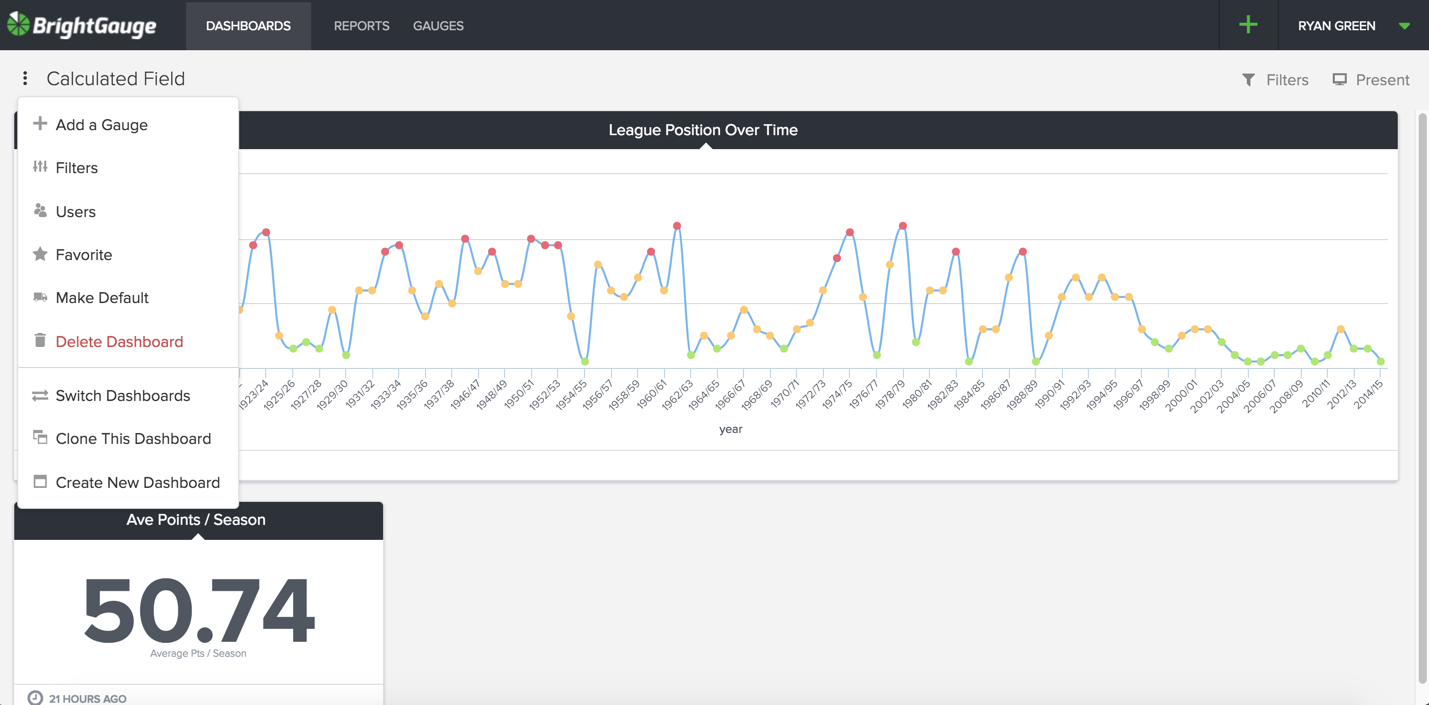 BrightGauge
DASHBOARDS
REPORTS
GAUGES
RYAN GREEN
Calculated Field
Filters
Present
Add a Gauge
Filters
Users
Favorite
Make Default
Delete Dashboard
Switch Dashboards
Clone This Dashboard
Create New Dashboard
League Position Over Time
1923/24
1925/26
1927/28
1929/30
1931/32
1933/34
1935/36
1937/38
1946/47
1948/49
1950/51
1952/53
1954/55
1956/57
1958/59
1960/61
1962/63
1964/65
1966/67
1968/69
1970/71
1972/73
1974/75
1976/77
1978/79
1980/81
1982/83
1984/85
1986/87
1988/89
1990/91
1992/93
1994/95
1996/97
1998/99
2000/01
2002/03
2004/05
2006/07
2008/09
2010/11
2012/13
2014/15
year
Ave Points / Season
50.74
Average Pts / Season
21 HOURS AGO